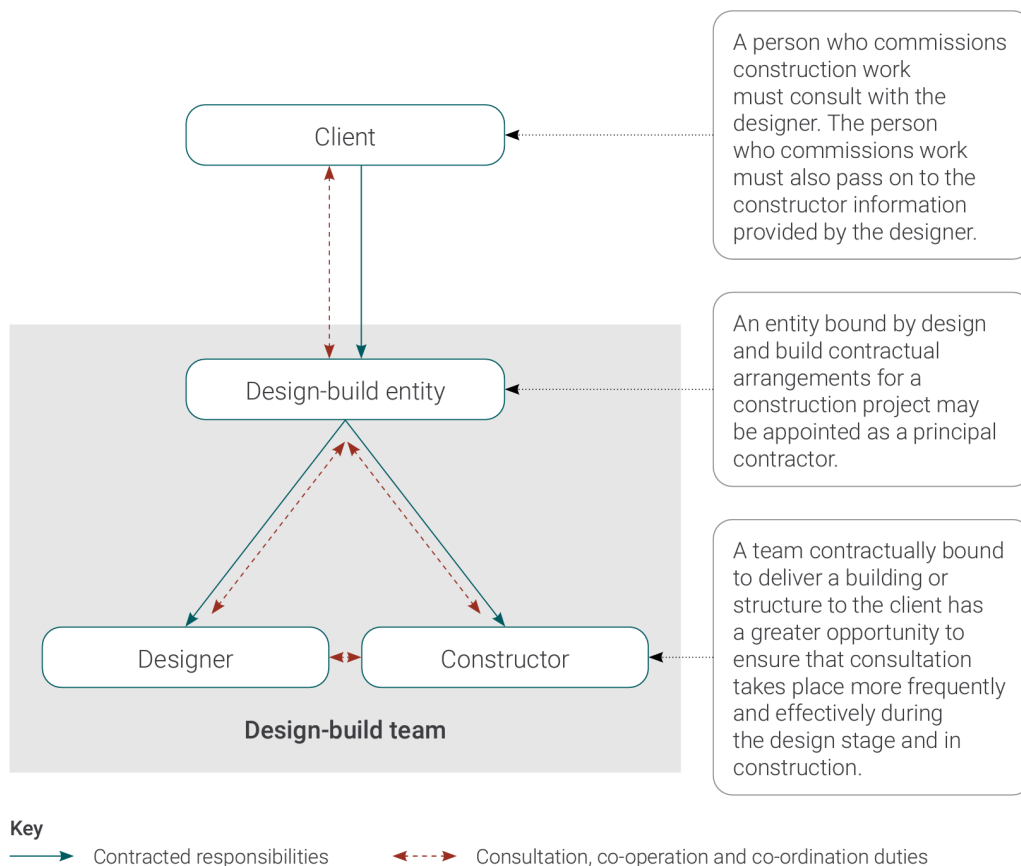 Client
Design-build entity
Designer
Constructor
Design-build team
A person who commissions
construction work
must consult with the
designer. The person
who commissions work
must also pass on to the
constructor information
provided by the designer.
An entity bound by design
and build contractual
arrangements for a
construction project may
be appointed as a principal
contractor.
A team contractually bound
to deliver a building or
structure to the client has
a greater opportunity to
ensure that consultation
takes place more frequently
and effectively during
the design stage and in
construction.
Key
Contracted responsibilities
Consultation, co-operation and co-ordination duties